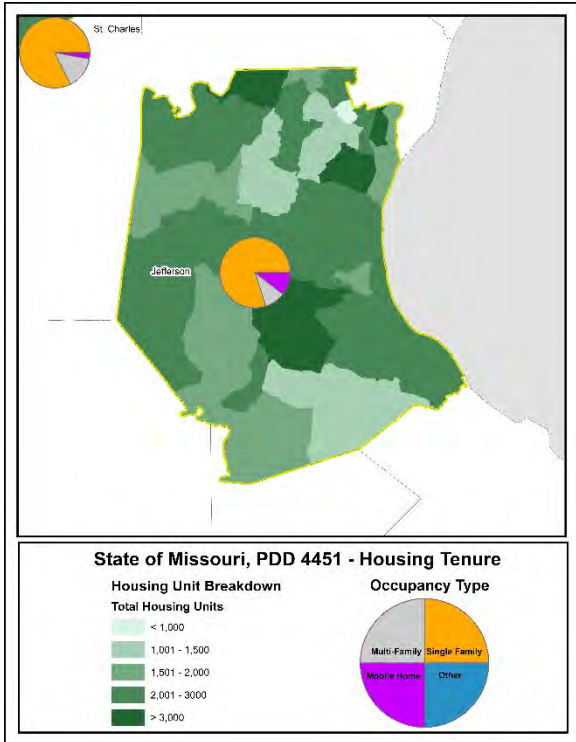 St. Charles
Jefferson
State of Missouri, PDD 4451 - Housing Tenure
Housing Unit Breakdown
Total Housing Units
< 1,000
1,001 - 1,500
1,501 - 2,000
2,001 - 3000
> 3,000
Occupancy Type
Multi-Family
Single Family
Mobile Home
Other